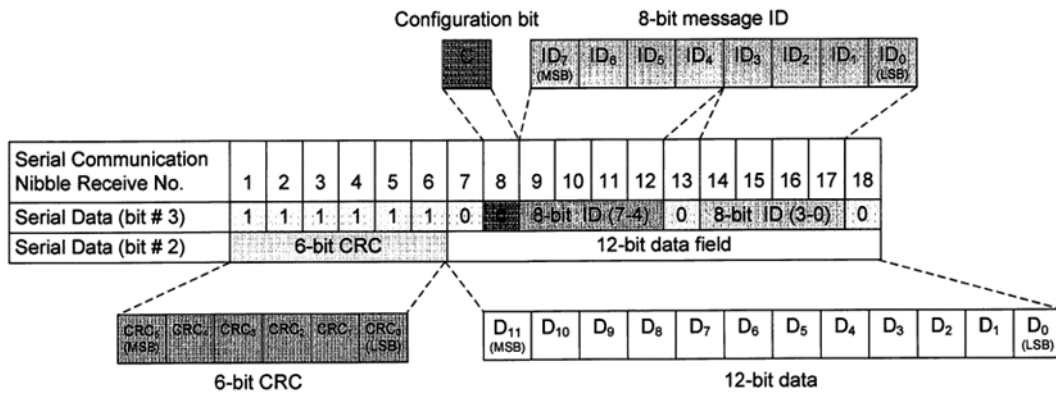 Configuration bit 8-bit message ID
C ID7 ID6 ID5 ID4 ID3 ID2 ID1 ID0
(MSB) (LSB)
Serial Communication
Nibble Receive No. 1 2 3 4 5 6 7 8 9 10 11 12 13 14 15 16 17 18
Serial Data (bit # 3) 1 1 1 1 1 1 0 8-bit ID (7-4) 0 8-bit ID (3-0) 0
Serial Data (bit # 2) 6-bit CRC 12-bit data field
CRC5 CRC4 CRC3 CRC2 CRC1 CRC0 D11 D10 D9 D8 D7 D6 D5 D4 D3 D2 D1 D0
(MSB) (LSB) (MSB) (LSB)
6-bit CRC 12-bit data